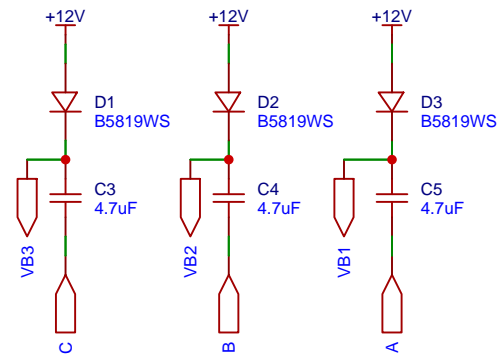 +12V
+12V
+12V
D1
B5819WS
D2
B5819WS
D3
B5819WS
C3
4.7uF
C4
4.7uF
C5
4.7uF
VB3
VB2
VB1
C
B
A